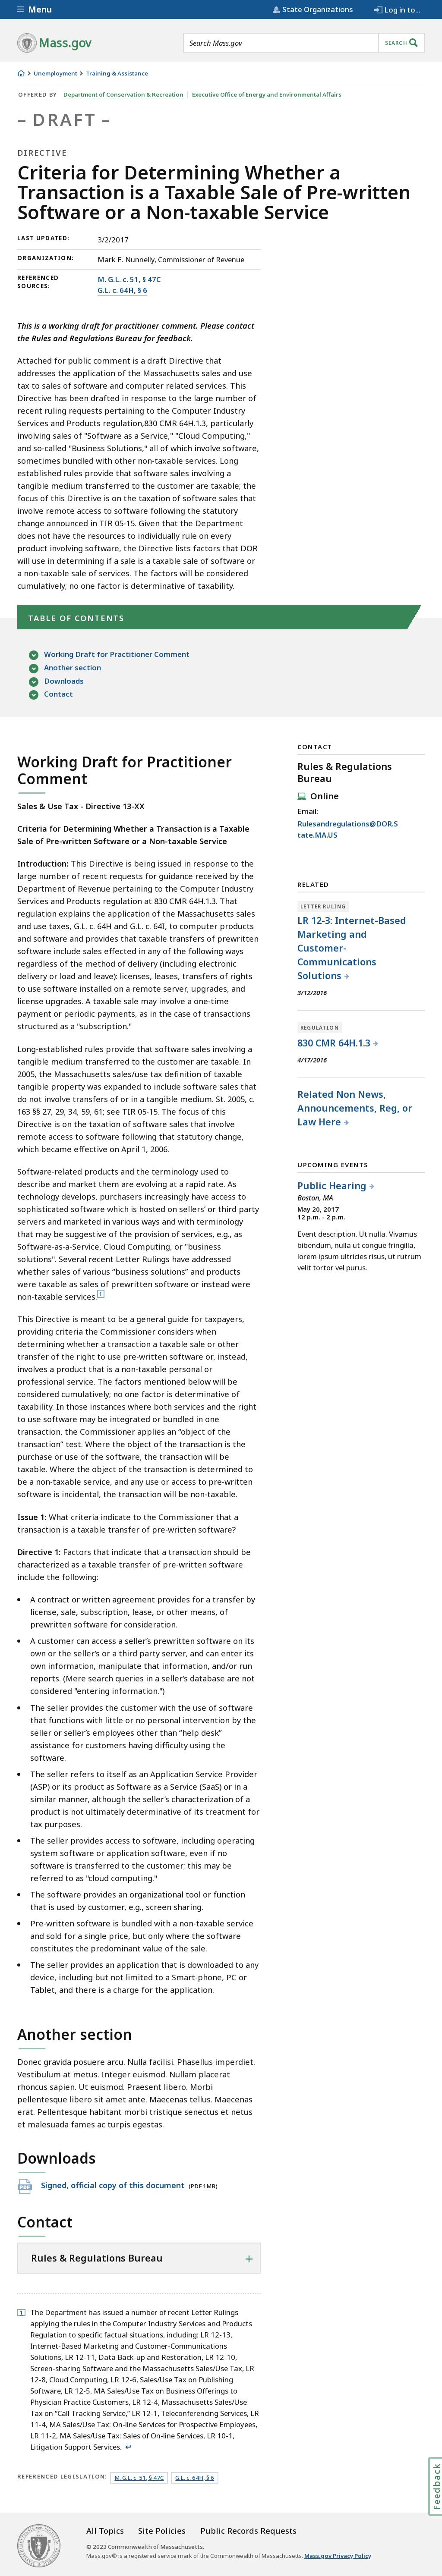 Menu
State Organizations
Log in to...
Mass.gov
Search Mass.gov
SEARCH
Unemployment
Training & Assistance
OFFERED BY
Department of Conservation & Recreation
Executive Office of Energy and Environmental Affairs
– DRAFT –
DIRECTIVE
Criteria for Determining Whether a
Transaction is a Taxable Sale of Pre-written
Software or a Non-taxable Service
LAST UPDATED:
3/2/2017
ORGANIZATION:
Mark E. Nunnelly, Commissioner of Revenue
REFERENCED
SOURCES:
M. G.L. c. 51, § 47C
G.L. c. 64H, § 6
This is a working draft for practitioner comment. Please contact
the Rules and Regulations Bureau for feedback.
Attached for public comment is a draft Directive that
addresses the application of the Massachusetts sales and use
tax to sales of software and computer related services. This
Directive has been drafted in response to the large number of
recent ruling requests pertaining to the Computer Industry
Services and Products regulation,830 CMR 64H.1.3, particularly
involving sales of "Software as a Service," "Cloud Computing,"
and so-called "Business Solutions," all of which involve software,
sometimes bundled with other non-taxable services. Long
established rules provide that software sales similar to
tangible media transferred to the customer are taxable; the
focus of this Directive is on the taxation of software sales that
involve remote access to software following the statutory
change announced in TIR 05-15. Given that the Department
does not have the resources to individually rule on every
possible product, the Directive lists factors that DOR
will use in determining if a sale is a taxable sale of software or
a non-taxable sale of services. The factors will be considered
cumulatively; no one factor is determinative of taxability.
TABLE OF CONTENTS
Working Draft for Practitioner Comment
Another section
Downloads
Contact
Working Draft for Practitioner
Comment
Sales & Use Tax - Directive 13-XX
Criteria for Determining Whether a Transaction is a Taxable
Sale of Pre-written Software or a Non-taxable Service
Introduction: This Directive is being issued in response to the
large number of recent requests for guidance received by the
Department of Revenue pertaining to the Computer Industry
Services and Products regulation at 830 CMR 64H.1.3. That
regulation explains the application of the Massachusetts sales
and use taxes, G.L. c. 64H and G.L. c. 64I, to computer
products and software and provides that taxable transfers of prewritten
software include sales effected in any of the following ways
regardless of the method of delivery (including electronic
delivery or load and leave): licenses, leases, transfers of rights
to use software installed on a remote server, upgrades, and
license upgrades. A taxable sale may involve a one-time
payment or periodic payments over time, occasionally
structured as a "subscription."
Long-established rules provide that software sales involving a
tangible medium transferred to the customer are taxable. In
2005, the Massachusetts sales/use tax definition of taxable
tangible property was expanded to include software that does
not involve transfers of or in a tangible medium. St. 2005, c.
163 §§ 27, 29, 34, 59, 61; see TIR 05-15. The focus of this
Directive is on the taxation of software sales that involve
remote access to software following that statutory change,
which became effective on April 1, 2006.
Software-related products and the terminology used to
describe and market them are evolving and changing at a
rapid rate. Today, taxpayers increasingly purchase access to
sophisticated software which is hosted on sellers’ or third party
servers and marketed in various ways and with varying terms
that may be suggestive of the provision of a service, e.g., as
Software-as-a-Service, Cloud Computing, or "business
solutions". Several recent Letter Rulings have addressed
whether sales of various “business solutions” and products
were taxable as sales of prewritten software or instead were
non-taxable services.1
This Directive is meant to be a general guide for taxpayers,
providing criteria the Commissioner considers when
determining whether a transaction is a taxable sale or other
transfer of the right to use pre-written software or, instead,
involves a product that is a non-taxable personal or
professional service. The factors mentioned below will be
considered cumulatively; no one factor is determinative of
taxability. In various contexts, pre-written software or the right
to use software may be integrated or bundled in one
transaction. The Commissioner applies an “object of the
transaction” test. Where the object of the transaction from the
purchaser’s point of view is the use of software, the transaction will be
taxable. Where the object of the transaction is the purchase of
a non-taxable service, and any use or access to pre-written
software is incidental, the transaction will be non-taxable.
Issue 1: What criteria indicate to the Commissioner that a
transaction is a taxable transfer of pre-written software?
Directive 1: Factors that indicate that a transaction should be
characterized as a taxable transfer of pre-written software
include the following:
A contract or written agreement provides for a transfer by
license, sale, subscription, lease, or other means, of
prewritten software for consideration.
A customer can access a seller’s prewritten software on
either the seller’s or a third party server, and can enter its
own information, manipulate that information, and/or run
reports. (Mere search queries in a seller’s database are not
considered "entering information.")
The seller provides the customer with the use of software
that functions with little or no personal intervention by the
seller or seller’s employees other than “help desk”
assistance for customers having difficulty using the
software.
The seller refers to itself as an Application Service Provider
(ASP) or its product as Software as a Service (SaaS) or in a
similar manner, although the seller’s characterization of a
product is not ultimately determinative of its treatment for
tax purposes.
The seller provides access to software, including operating
system software, without other activity, even if no
software is transferred to the customer; this may be
referred to as "cloud computing."
The software provides an organizational tool or function
that is used by customer, e.g., screen sharing.
Pre-written software is bundled with a non-taxable service
and sold for a single price, but only where the software
constitutes the predominant value of the sale.
The seller provides an application that is downloaded to any
device, including but not limited to a Smart-phone, PC or
Tablet, and there is a charge for the application.
Another section
Donec gravida posuere arcu. Nulla facilisi. Phasellus imperdiet.
Vestibulum at metus. Integer euismod. Nullam placerat
rhoncus sapien. Ut euismod. Praesent libero. Morbi
pellentesque libero sit amet ante. Maecenas tellus. Maecenas
erat. Pellentesque habitant morbi tristique senectus et netus
et malesuada fames ac turpis egestas.
Downloads
PDF
Signed, official copy of this document (PDF 1MB)
Contact
Rules & Regulations Bureau
1 The Department has issued a number of recent Letter Rulings
applying the rules in the Computer Industry Services and Products
Regulation to specific factual situations, including: LR 12-13,
Internet-Based Marketing and Customer-Communications
Solutions, LR 12-11, Data Back-up and Restoration, LR 12-10,
Screen-sharing Software and the Massachusetts Sales/Use Tax, LR
12-8, Cloud Computing, LR 12-6, Sales/Use Tax on Publishing
Software, LR 12-5, MA Sales/Use Tax on Business Offerings to
Physician Practice Customers, LR 12-4, Massachusetts Sales/Use
Tax on “Call Tracking Service,” LR 12-1, Teleconferencing Services, LR
11-4, MA Sales/Use Tax: On-line Services for Prospective Employees,
LR 11-2, MA Sales/Use Tax: Sales of On-line Services, LR 10-1,
Litigation Support Services. ↩
REFERENCED LEGISLATION:
M. G.L. c. 51, § 47C
G.L. c. 64H, § 6
CONTACT
Rules & Regulations
Bureau
Online
Email:
Rulesandregulations@DOR.S
tate.MA.US
RELATED
LETTER RULING
LR 12-3: Internet-Based
Marketing and
Customer-
Communications
Solutions
3/12/2016
REGULATION
830 CMR 64H.1.3
4/17/2016
Related Non News,
Announcements, Reg, or
Law Here
UPCOMING EVENTS
Public Hearing
Boston, MA
May 20, 2017
12 p.m. - 2 p.m.
Event description. Ut nulla. Vivamus
bibendum, nulla ut congue fringilla,
lorem ipsum ultricies risus, ut rutrum
velit tortor vel purus.
Feedback
All Topics
Site Policies
Public Records Requests
© 2023 Commonwealth of Massachusetts.
Mass.gov® is a registered service mark of the Commonwealth of Massachusetts. Mass.gov Privacy Policy